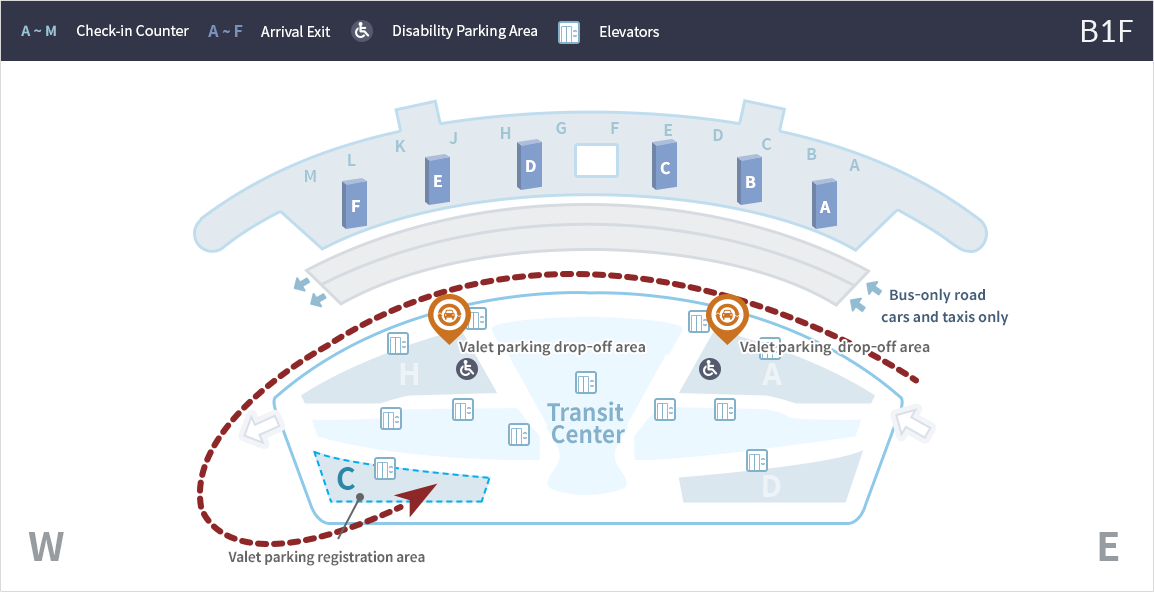 A ~ M Check-in Counter A ~ F Arrival Exit Disability Parking Area Elevators B1F
M L K J H G F E D C B A
F E D C B A
Bus-only road
cars and taxis only
Valet parking drop-off area Valet parking drop-off area
H A
Transit
Center
C D
Valet parking registration area
W E